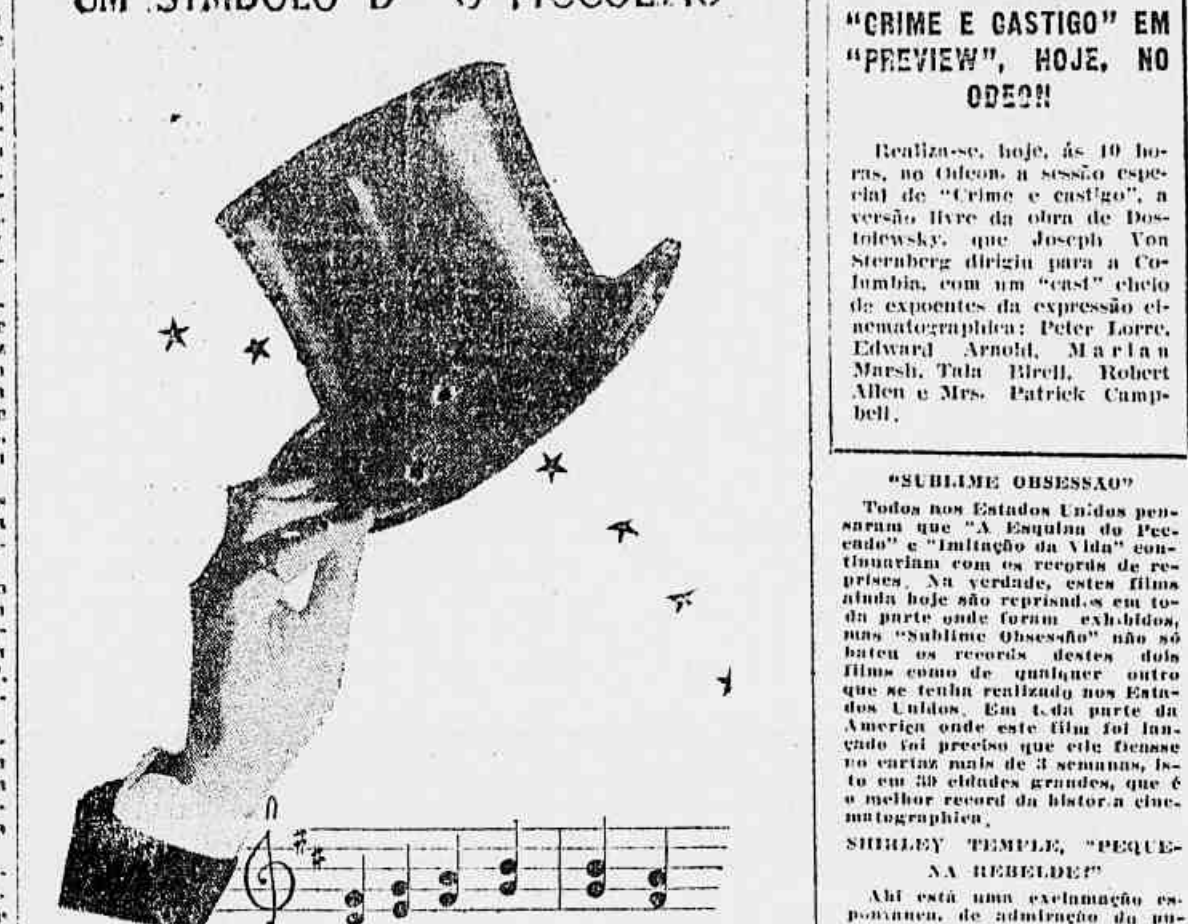 UM SYMBOLO D
"CRIME E CASTIGO" EM
"PREVIEW", HOJE, NO
ODEON
Realiza-se, hoje, ás 10 ho-
ras, no Odeon, a sessão espe-
cial de "Crime e castigo", a
versão livre da obra de Dos-
toiewsky, que Joseph Von
Sternberg dirigiu para a Co-
lumbia, com um "cast" cheio
de expoentes da expressão ci-
nematographica: Peter Lorre,
Edward Arnold, Marian
Marsh, Tala Birell, Robert
Allen e Mrs. Patrick Camp-
bell.
"SUBLIME OBSESSÃO"
Todos nos Estados Unidos pen-
saram que "A Esquina do Pec-
cado" e "Imitação da Vida" con-
tinuariam com os records de re-
prises. Na verdade, estes films
ainda hoje são reprisados em to-
da parte onde foram exhibidos,
mas "Sublime Obsessão" não só
bateu os records destes dois
films como de qualquer outro
que se tenha realizado nos Esta-
dos Unidos. Em toda parte da
America onde este film foi lan-
çado foi preciso que elle ficasse
no cartaz mais de 3 semanas, is-
to em 39 cidades grandes, que é
o melhor record da historia cine-
matographica.
SHIRLEY TEMPLE, "PEQUE-
NA REBELDE!"
Ahi está uma exclamação es-
pontanea, de admiração